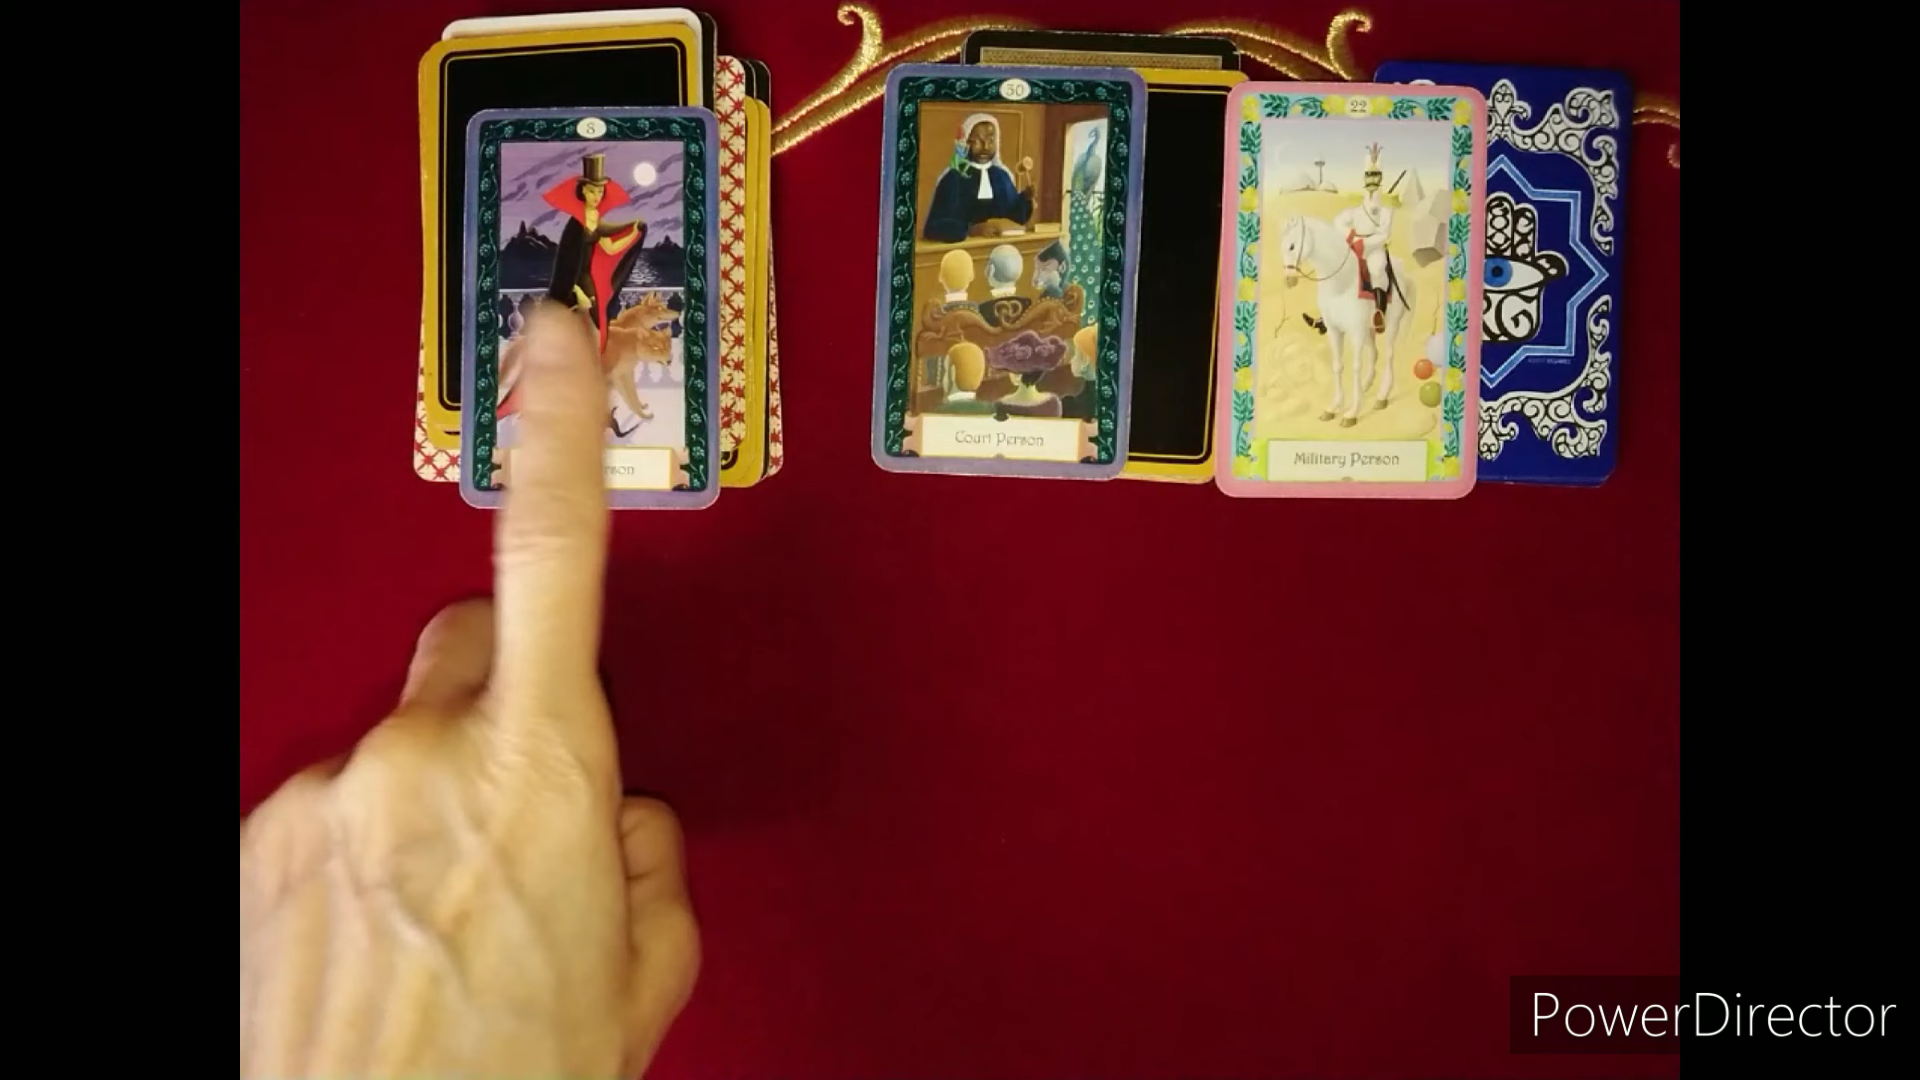 8
30
22
Court Person
Military Person
PowerDirector